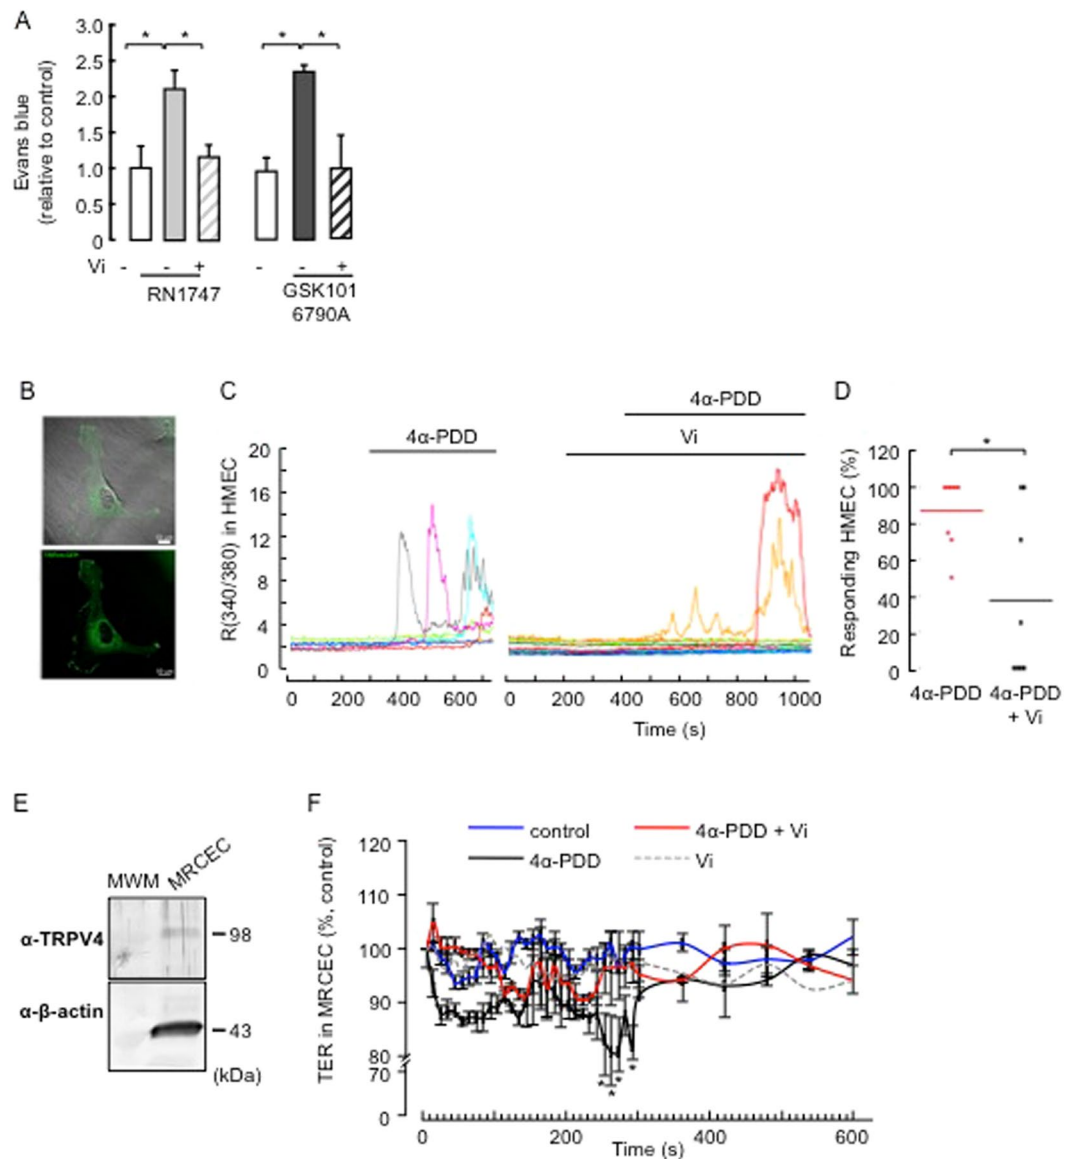 A
3.0
* *
* *
2.5
2.0
1.5
1.0
0.5
0
Evans blue
(relative to control)
Vi - - + - - +
RN1747
GSK101
6790A
B
C
4α-PDD
4α-PDD
Vi
20
16
12
8
4
0
R(340/380) in HMEC
0 200 400 600
0 200 400 600 800 1000
Time (s)
D
*
120
100
80
60
40
20
0
Responding HMEC (%)
4α-PDD 4α-PDD
+ Vi
E
MWM MRCEC
α-TRPV4
98
α-β-actin
43
(kDa)
F
control
4α-PDD + Vi
4α-PDD
Vi
120
110
100
90
80
70
0
TER in MRCEC (%, control)
* * * *
0 200 400 600
Time (s)